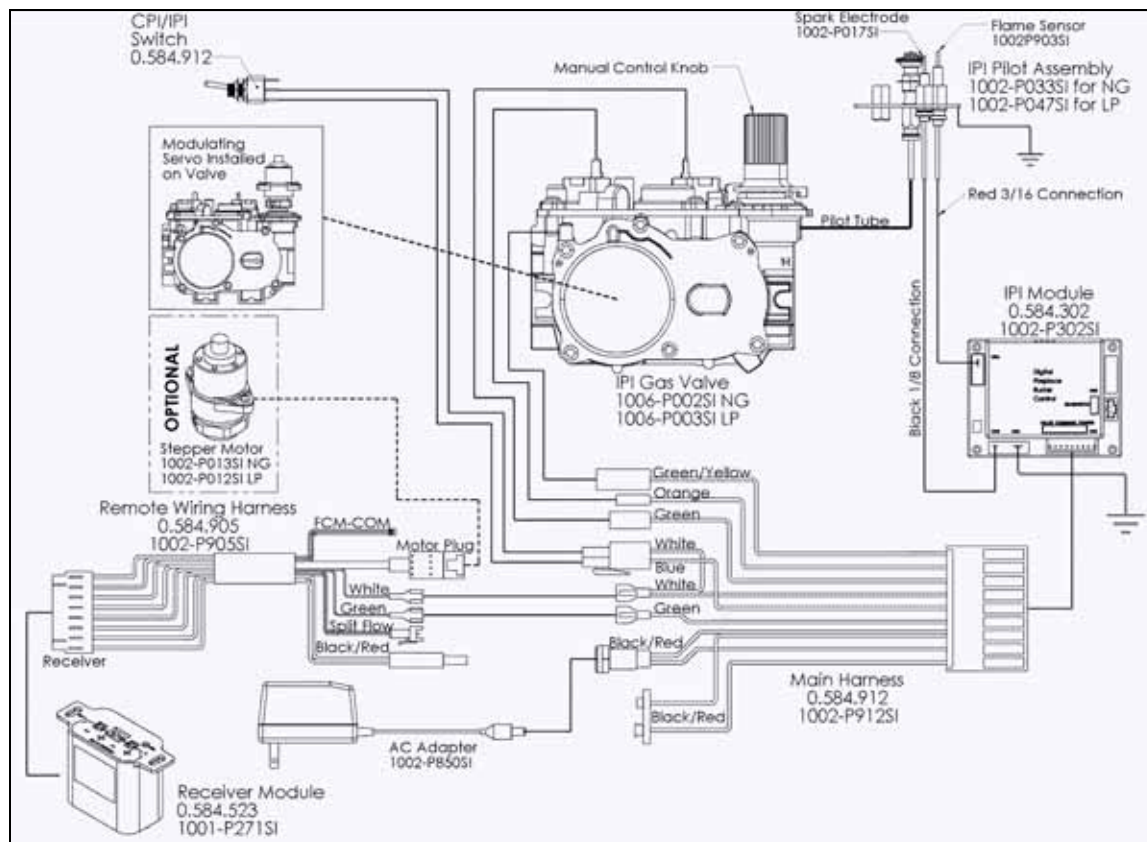 CPI/IPI
Switch
0.584.912
Manual Control Knob
Spark Electrode
1002-P017SI
Flame Sensor
1002P903SI
IPI Pilot Assembly
1002-P033SI for NG
1002-P047SI for LP
Modulating
Servo Installed
on Valve
Red 3/16 Connection
Pilot Tube
IPI Module
0.584.302
1002-P302SI
Digital
Fireplace
Burner
Control
Black 1/8 Connection
IPI Gas Valve
1006-P002SI NG
1006-P003SI LP
OPTIONAL
Stepper Motor
1002-P013SI NG
1002-P012SI LP
Remote Wiring Harness
0.584.905
1002-P905SI
FCM-COM
Motor Plug
White
Green
Split Flow
Black/Red
Receiver
Green/Yellow
Orange
Green
White
Blue
White
Green
Black/Red
Black/Red
Main Harness
0.584.912
1002-P912SI
AC Adapter
1002-P850SI
Receiver Module
0.584.523
1001-P271SI